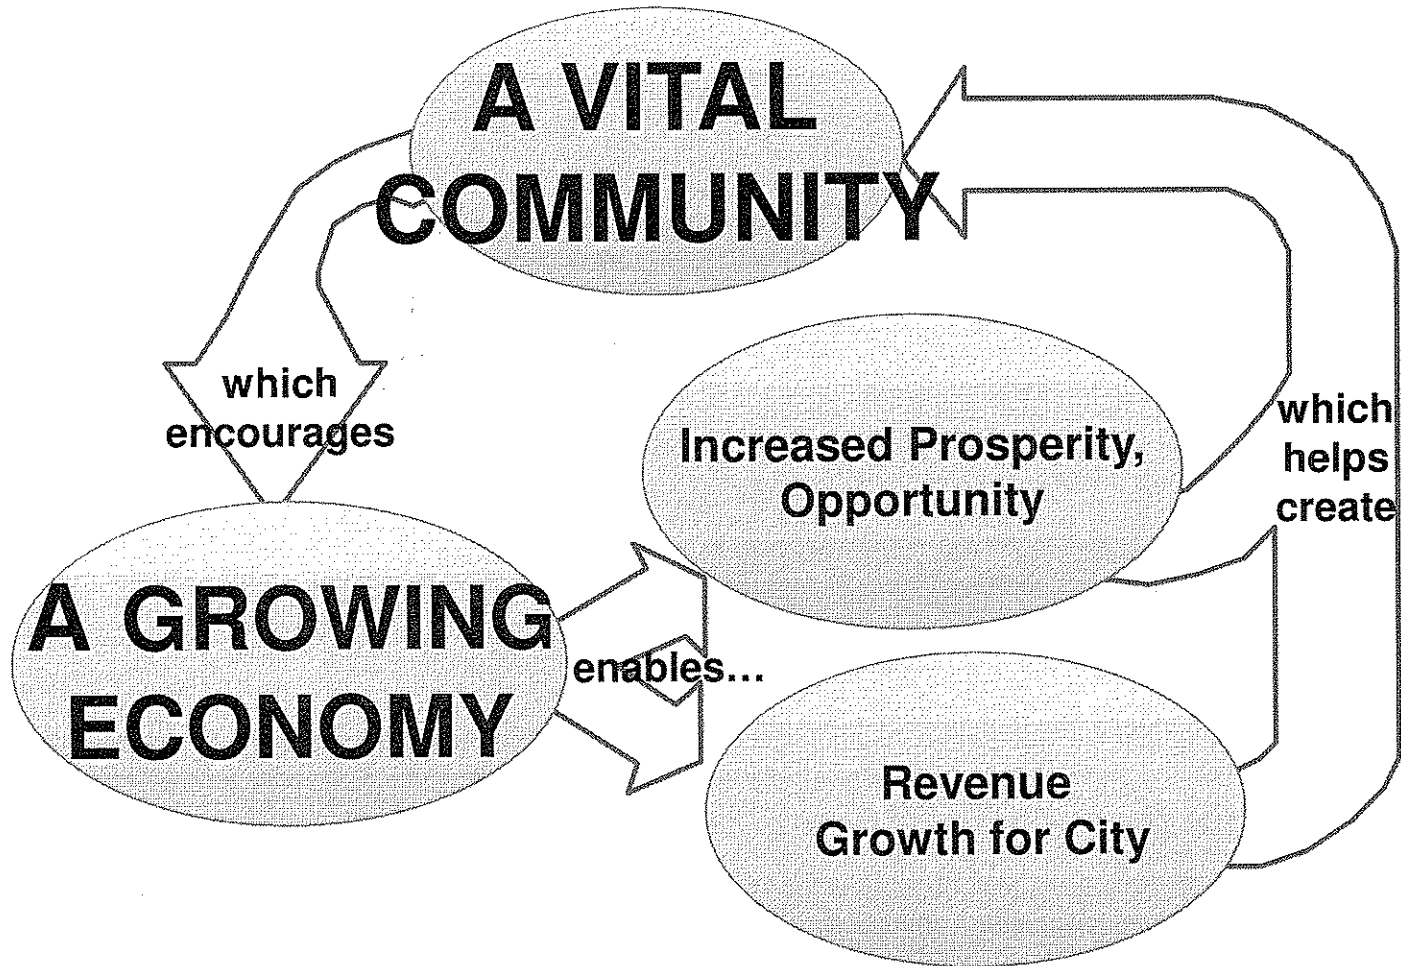 A VITAL
COMMUNITY
which
encourages
A GROWING
ECONOMY
enables...
Increased Prosperity,
Opportunity
Revenue
Growth for City
which
helps
create